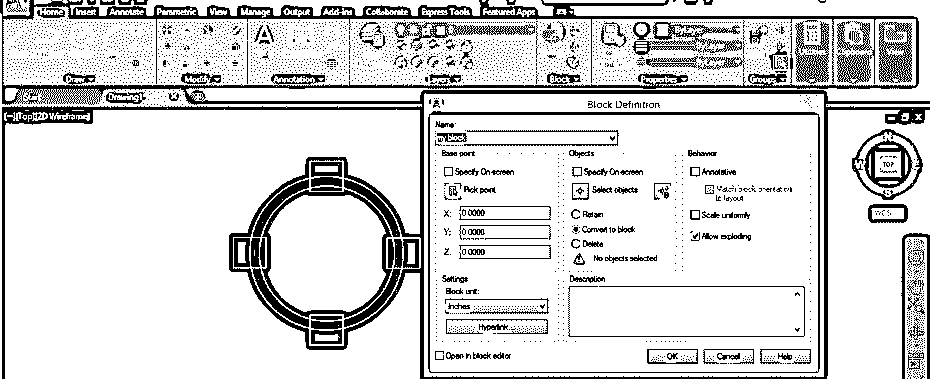 Home Insert Annotate Parametric View Manage Output Add-ins Collaborate Express Tools Featured Apps
Draw Modify Annotation Layers Block Properties Groups
Drawing1
[-][Top][2D Wireframe]
Block Definition
Name:
my block
Base point
Specify On-screen
Pick point
X: 0.0000
Y: 0.0000
Z: 0.0000
Objects
Specify On-screen
Select objects
Retain
Convert to block
Delete
No objects selected
Behavior
Annotative
Match block orientation
to layout
Scale uniformly
Allow exploding
Settings
Block unit:
Inches
Hyperlink...
Description
Open in block editor
OK Cancel Help
TOP
WCS